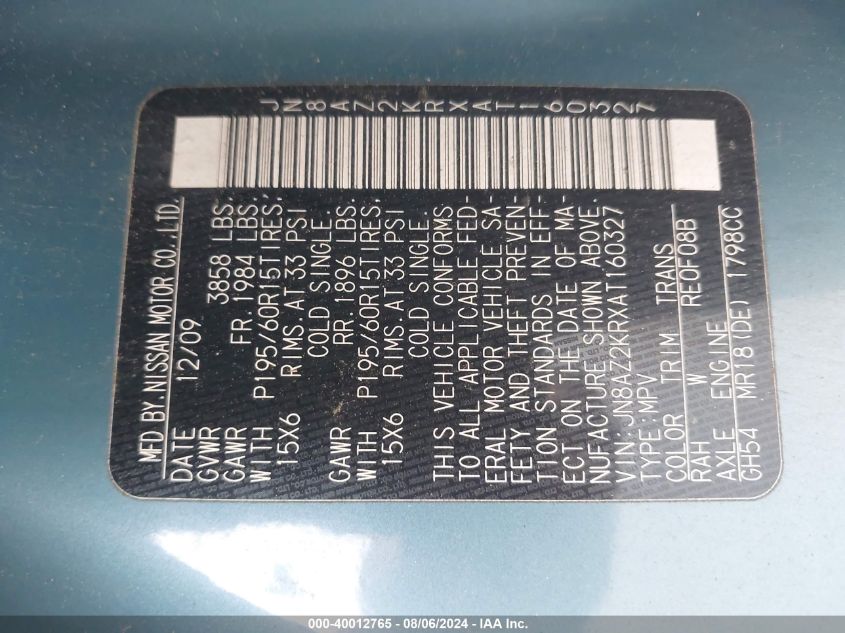 JN8AZ2KRXAT160327
MFD BY. NISSAN MOTOR CO., LTD.
DATE 12/09
GVWR 3858 LBS.
GAWR FR. 1984 LBS.
WITH P195/60R15TIRES,
15X6 RIMS AT 33 PSI
COLD SINGLE.
GAWR RR. 1896 LBS.
WITH P195/60R15TIRES,
15X6 RIMS AT 33 PSI
COLD SINGLE.
THIS VEHICLE CONFORMS
TO ALL APPLICABLE FED-
ERAL MOTOR VEHICLE SA-
FETY AND THEFT PREVEN-
TION STANDARDS IN EFF-
ECT ON THE DATE OF MA-
NUFACTURE SHOWN ABOVE.
VIN: JN8AZ2KRXAT160327
TYPE: MPV
COLOR TRIM TRANS
RAH W RE0F08B
AXLE ENGINE
GH54 MR18(DE) 1798CC
000-40012765 - 08/06/2024 - IAA Inc.